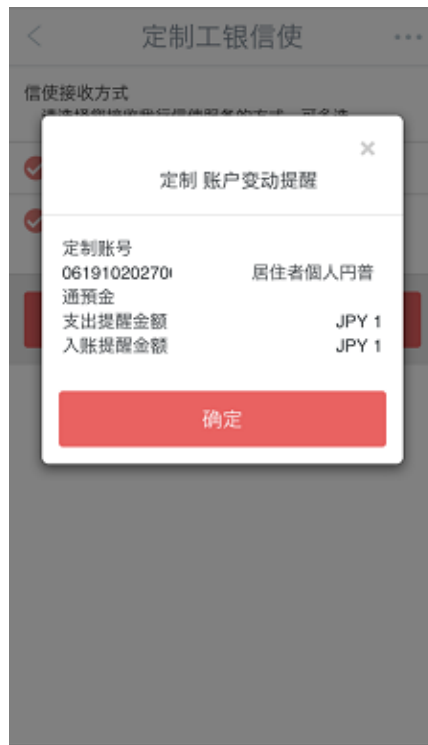 定制工银信使
信使接收方式
定制 账户变动提醒
定制账号
06191020270 居住者個人円普
通預金
支出提醒金额 JPY 1
入账提醒金额 JPY 1
确定